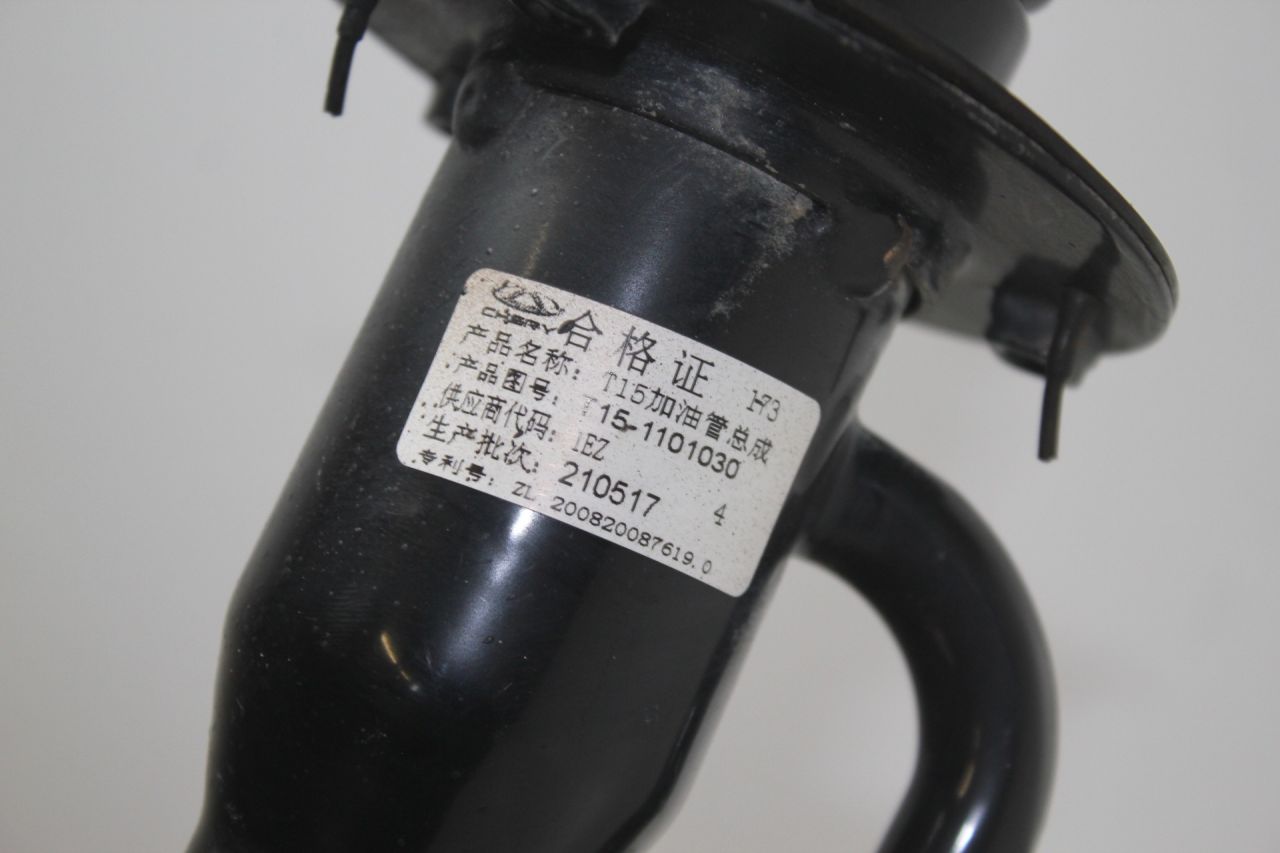 CHERY 合格证 1-73
产品名称: T15加油管总成
产品图号: T15-1101030
供应商代码: 1EZ
生产批次: 210517 4
专利号: ZL 200820087619.0